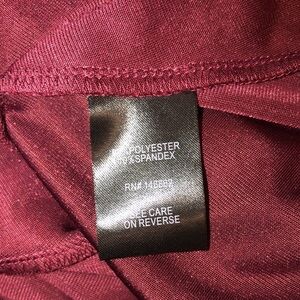 POLYESTER
%SPANDEX
RN#
SEE CARE
ON REVERSE